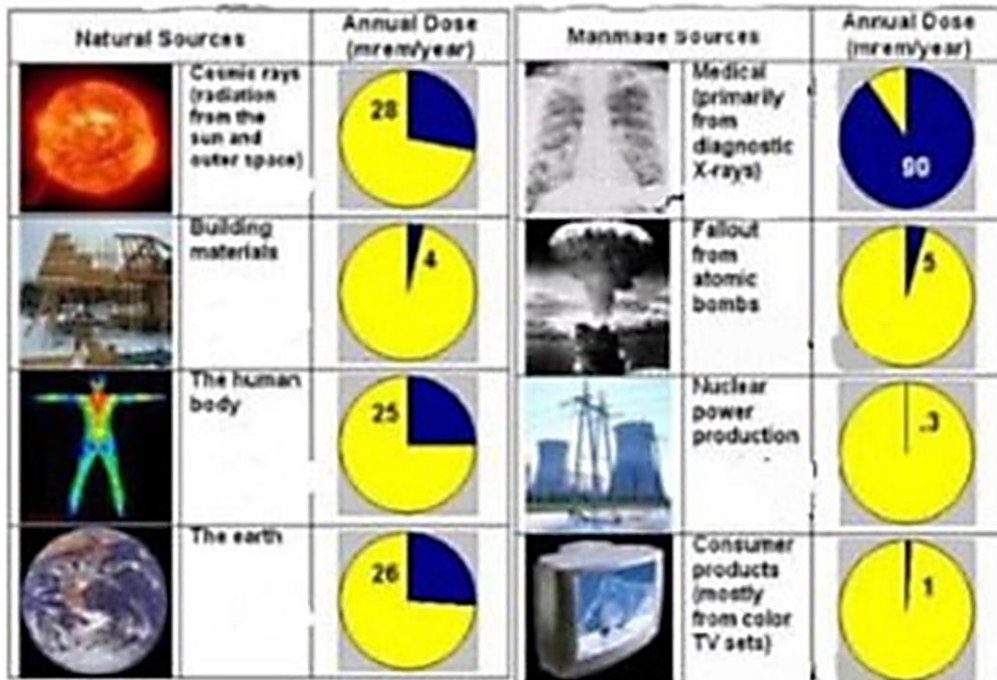 Natural Sources
Annual Dose
(mrem/year)
Cosmic rays
(radiation
from the
sun and
outer space)
28
Building
materials
4
The human
body
25
The earth
26
Manmade Sources
Annual Dose
(mrem/year)
Medical
(primarily
from
diagnostic
X-rays)
90
Fallout
from
atomic
bombs
5
Nuclear
power
production
.3
Consumer
products
(mostly
from color
TV sets)
1